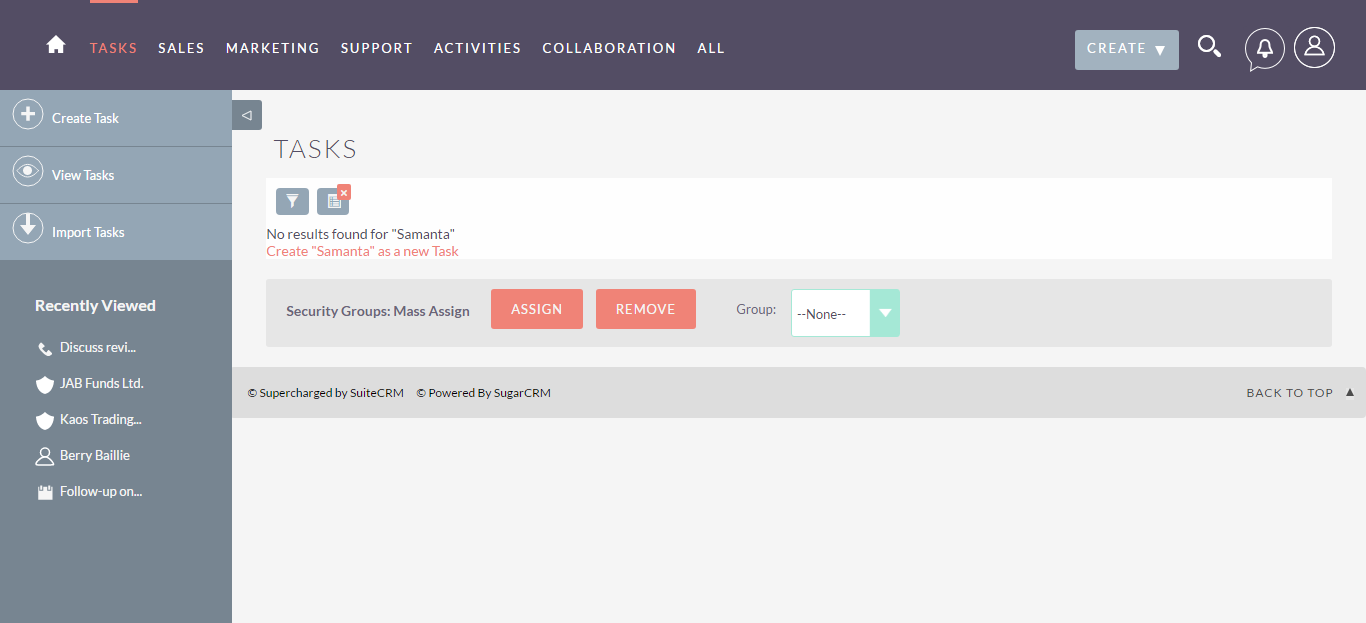 TASKS SALES MARKETING SUPPORT ACTIVITIES COLLABORATION ALL CREATE
Create Task
View Tasks
Import Tasks
Recently Viewed
Discuss revi...
JAB Funds Ltd.
Kaos Trading...
Berry Baillie
Follow-up on...
TASKS
No results found for "Samanta"
Create "Samanta" as a new Task
Security Groups: Mass Assign ASSIGN REMOVE Group: --None--
© Supercharged by SuiteCRM © Powered By SugarCRM BACK TO TOP